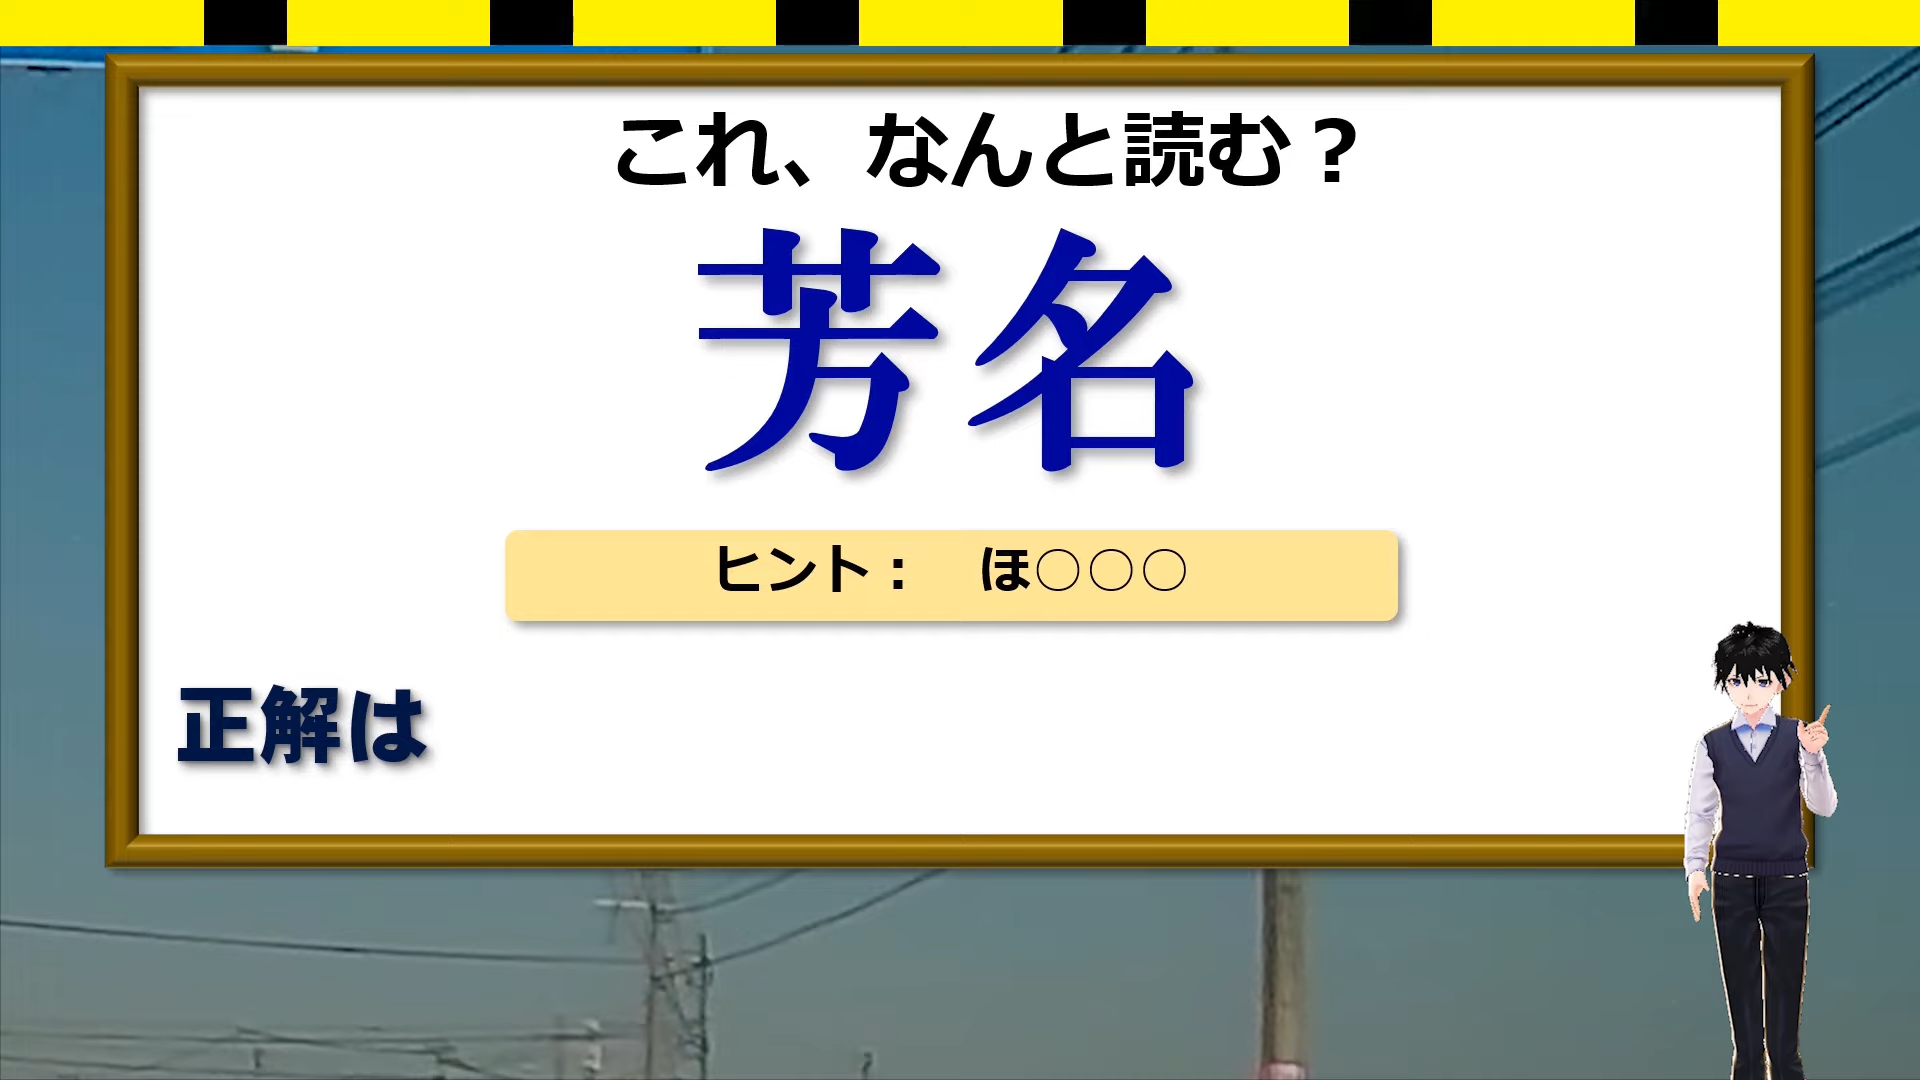 これ、なんと読む？
芳名
ヒント：　ほ○○○
正解は